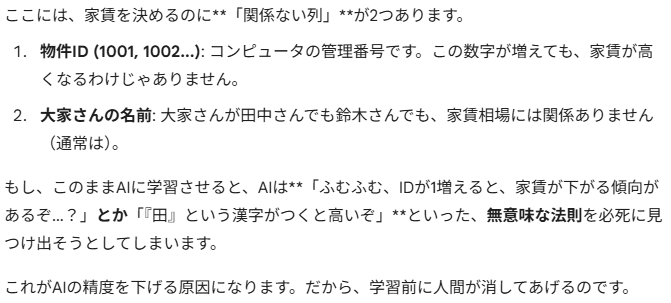 ここには、家賃を決めるのに**「関係ない列」**が2つあります。
1. 物件ID (1001, 1002...): コンピュータの管理番号です。この数字が増えても、家賃が高
くなるわけじゃありません。
2. 大家さんの名前: 大家さんが田中さんでも鈴木さんでも、家賃相場には関係ありません
（通常は）。
もし、このままAIに学習させると、AIは**「ふむふむ、IDが1増えると、家賃が下がる傾向が
あるぞ...？」とか「『田』という漢字がつくと高いぞ」**といった、無意味な法則を必死に見
つけ出そうとしてしまいます。
これがAIの精度を下げる原因になります。だから、学習前に人間が消してあげるのです。